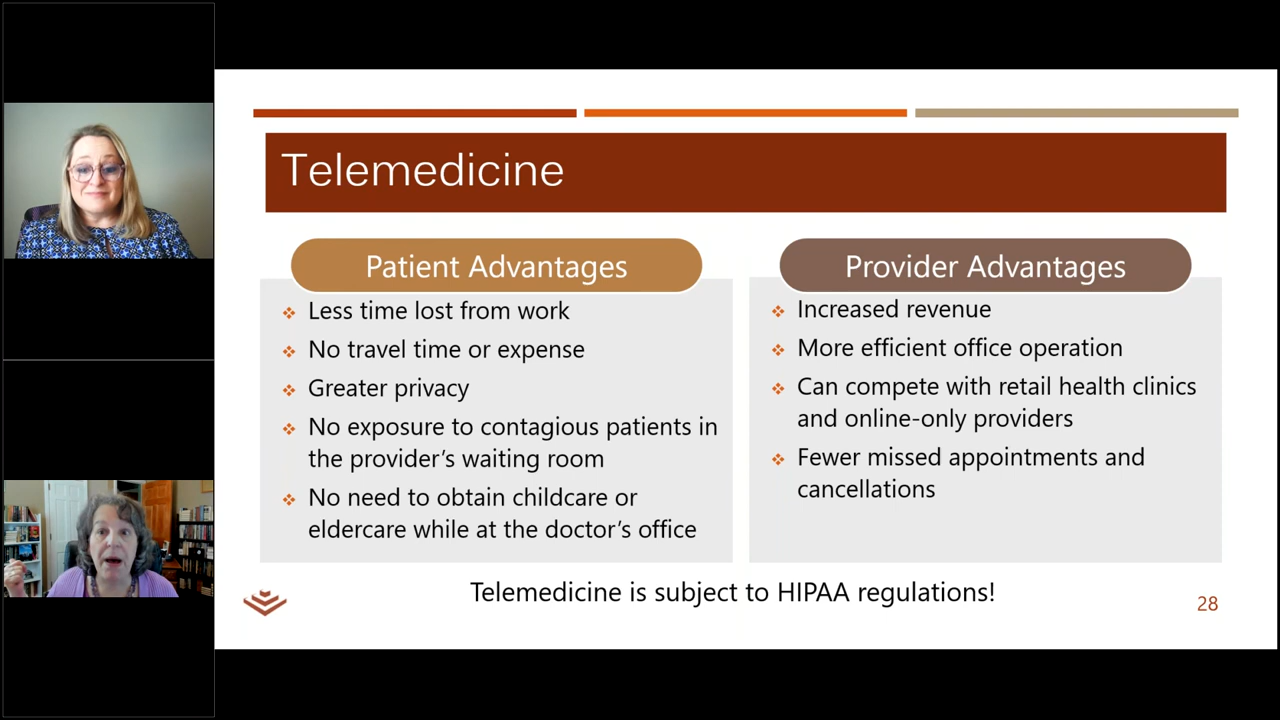 Telemedicine
Patient Advantages
Less time lost from work
No travel time or expense
Greater privacy
No exposure to contagious patients in
the provider’s waiting room
No need to obtain childcare or
eldercare while at the doctor’s office
Provider Advantages
Increased revenue
More efficient office operation
Can compete with retail health clinics
and online-only providers
Fewer missed appointments and
cancellations
Telemedicine is subject to HIPAA regulations!
28